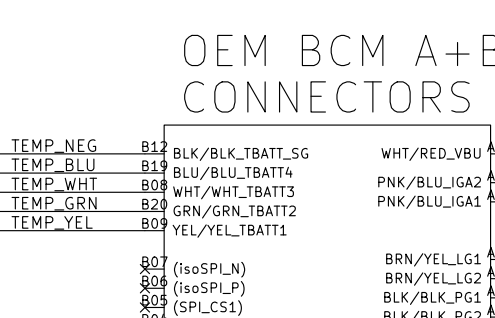 OEM BCM A+B
CONNECTORS
TEMP_NEG B12 BLK/BLK_TBATT_SG WHT/RED_VBU
TEMP_BLU B19 BLU/BLU_TBATT4
TEMP_WHT B08 WHT/WHT_TBATT3 PNK/BLU_IGA2
TEMP_GRN B20 GRN/GRN_TBATT2 PNK/BLU_IGA1
TEMP_YEL B09 YEL/YEL_TBATT1
B07 (isoSPI_N) BRN/YEL_LG1
B06 (isoSPI_P) BRN/YEL_LG2
B05 (SPI_CS1) BLK/BLK_PG1
BLK/BLK_PG2